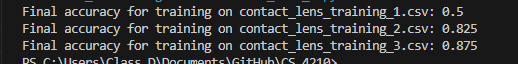 Final accuracy for training on contact_lens_training_1.csv: 0.5
Final accuracy for training on contact_lens_training_2.csv: 0.825
Final accuracy for training on contact_lens_training_3.csv: 0.875
PS C:\Users\Class_D\Documents\GitHub\CS_4210>